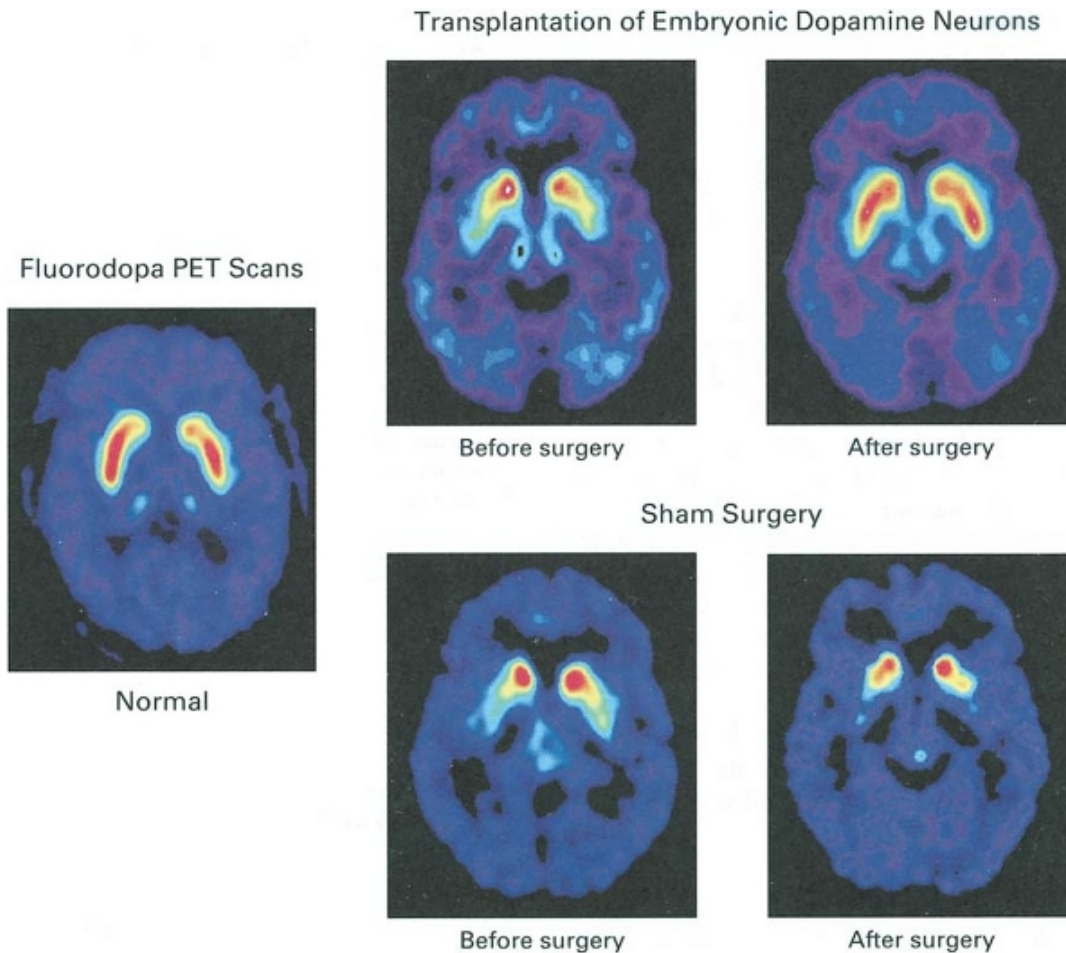 Transplantation of Embryonic Dopamine Neurons
Fluorodopa PET Scans
Before surgery
After surgery
Normal
Sham Surgery
Before surgery
After surgery